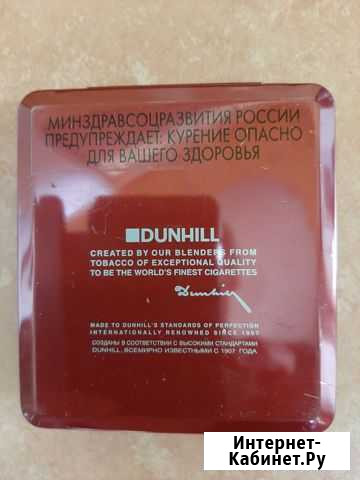 МИНЗДРАВСОЦРАЗВИТИЯ РОССИИ
ПРЕДУПРЕЖДАЕТ: КУРЕНИЕ ОПАСНО
ДЛЯ ВАШЕГО ЗДОРОВЬЯ
DUNHILL
CREATED BY OUR BLENDERS FROM
TOBACCO OF EXCEPTIONAL QUALITY
TO BE THE WORLD'S FINEST CIGARETTES
Dunhill
MADE TO DUNHILL'S STANDARDS OF PERFECTION
INTERNATIONALLY RENOWNED SINCE 1907
СОЗДАНЫ В СООТВЕТСТВИИ С ВЫСОКИМИ СТАНДАРТАМИ
DUNHILL, ВСЕМИРНО ИЗВЕСТНЫМИ С 1907 ГОДА
Интернет-
Кабинет.Ру